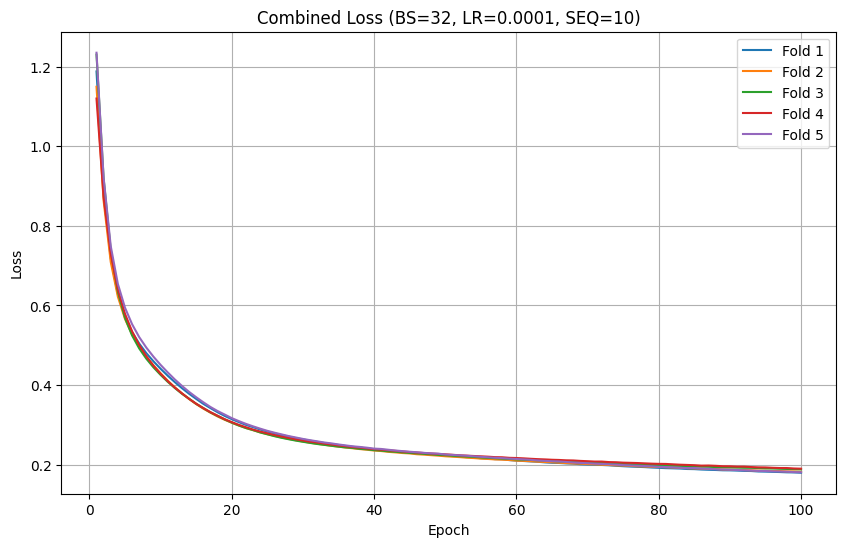 Combined Loss (BS=32, LR=0.0001, SEQ=10)
Fold 1
Fold 2
Fold 3
Fold 4
Fold 5
Loss
1.2
1.0
0.8
0.6
0.4
0.2
0 20 40 60 80 100
Epoch